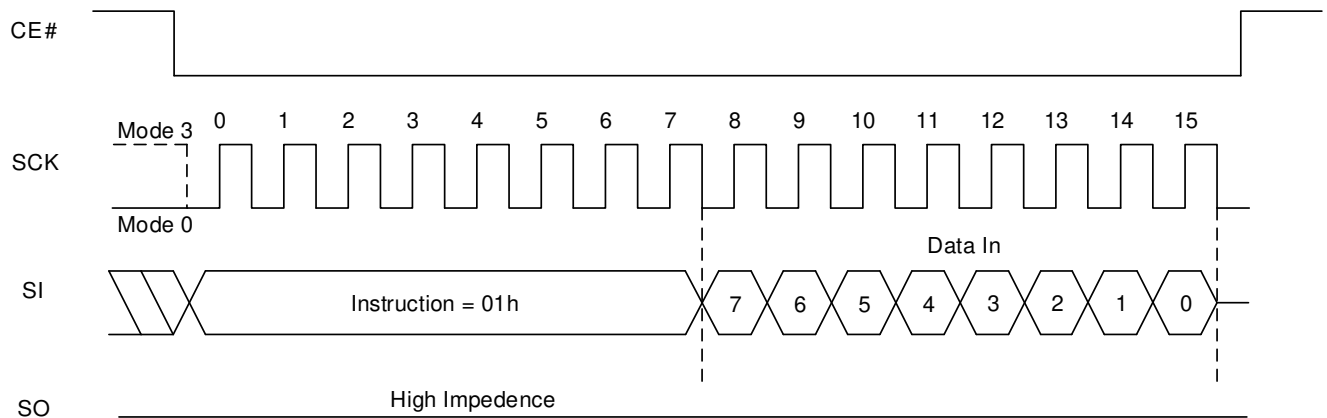 CE#
Mode 3
0 1 2 3 4 5 6 7 8 9 10 11 12 13 14 15
SCK
Mode 0
Data In
SI
Instruction = 01h
7 6 5 4 3 2 1 0
High Impedence
SO